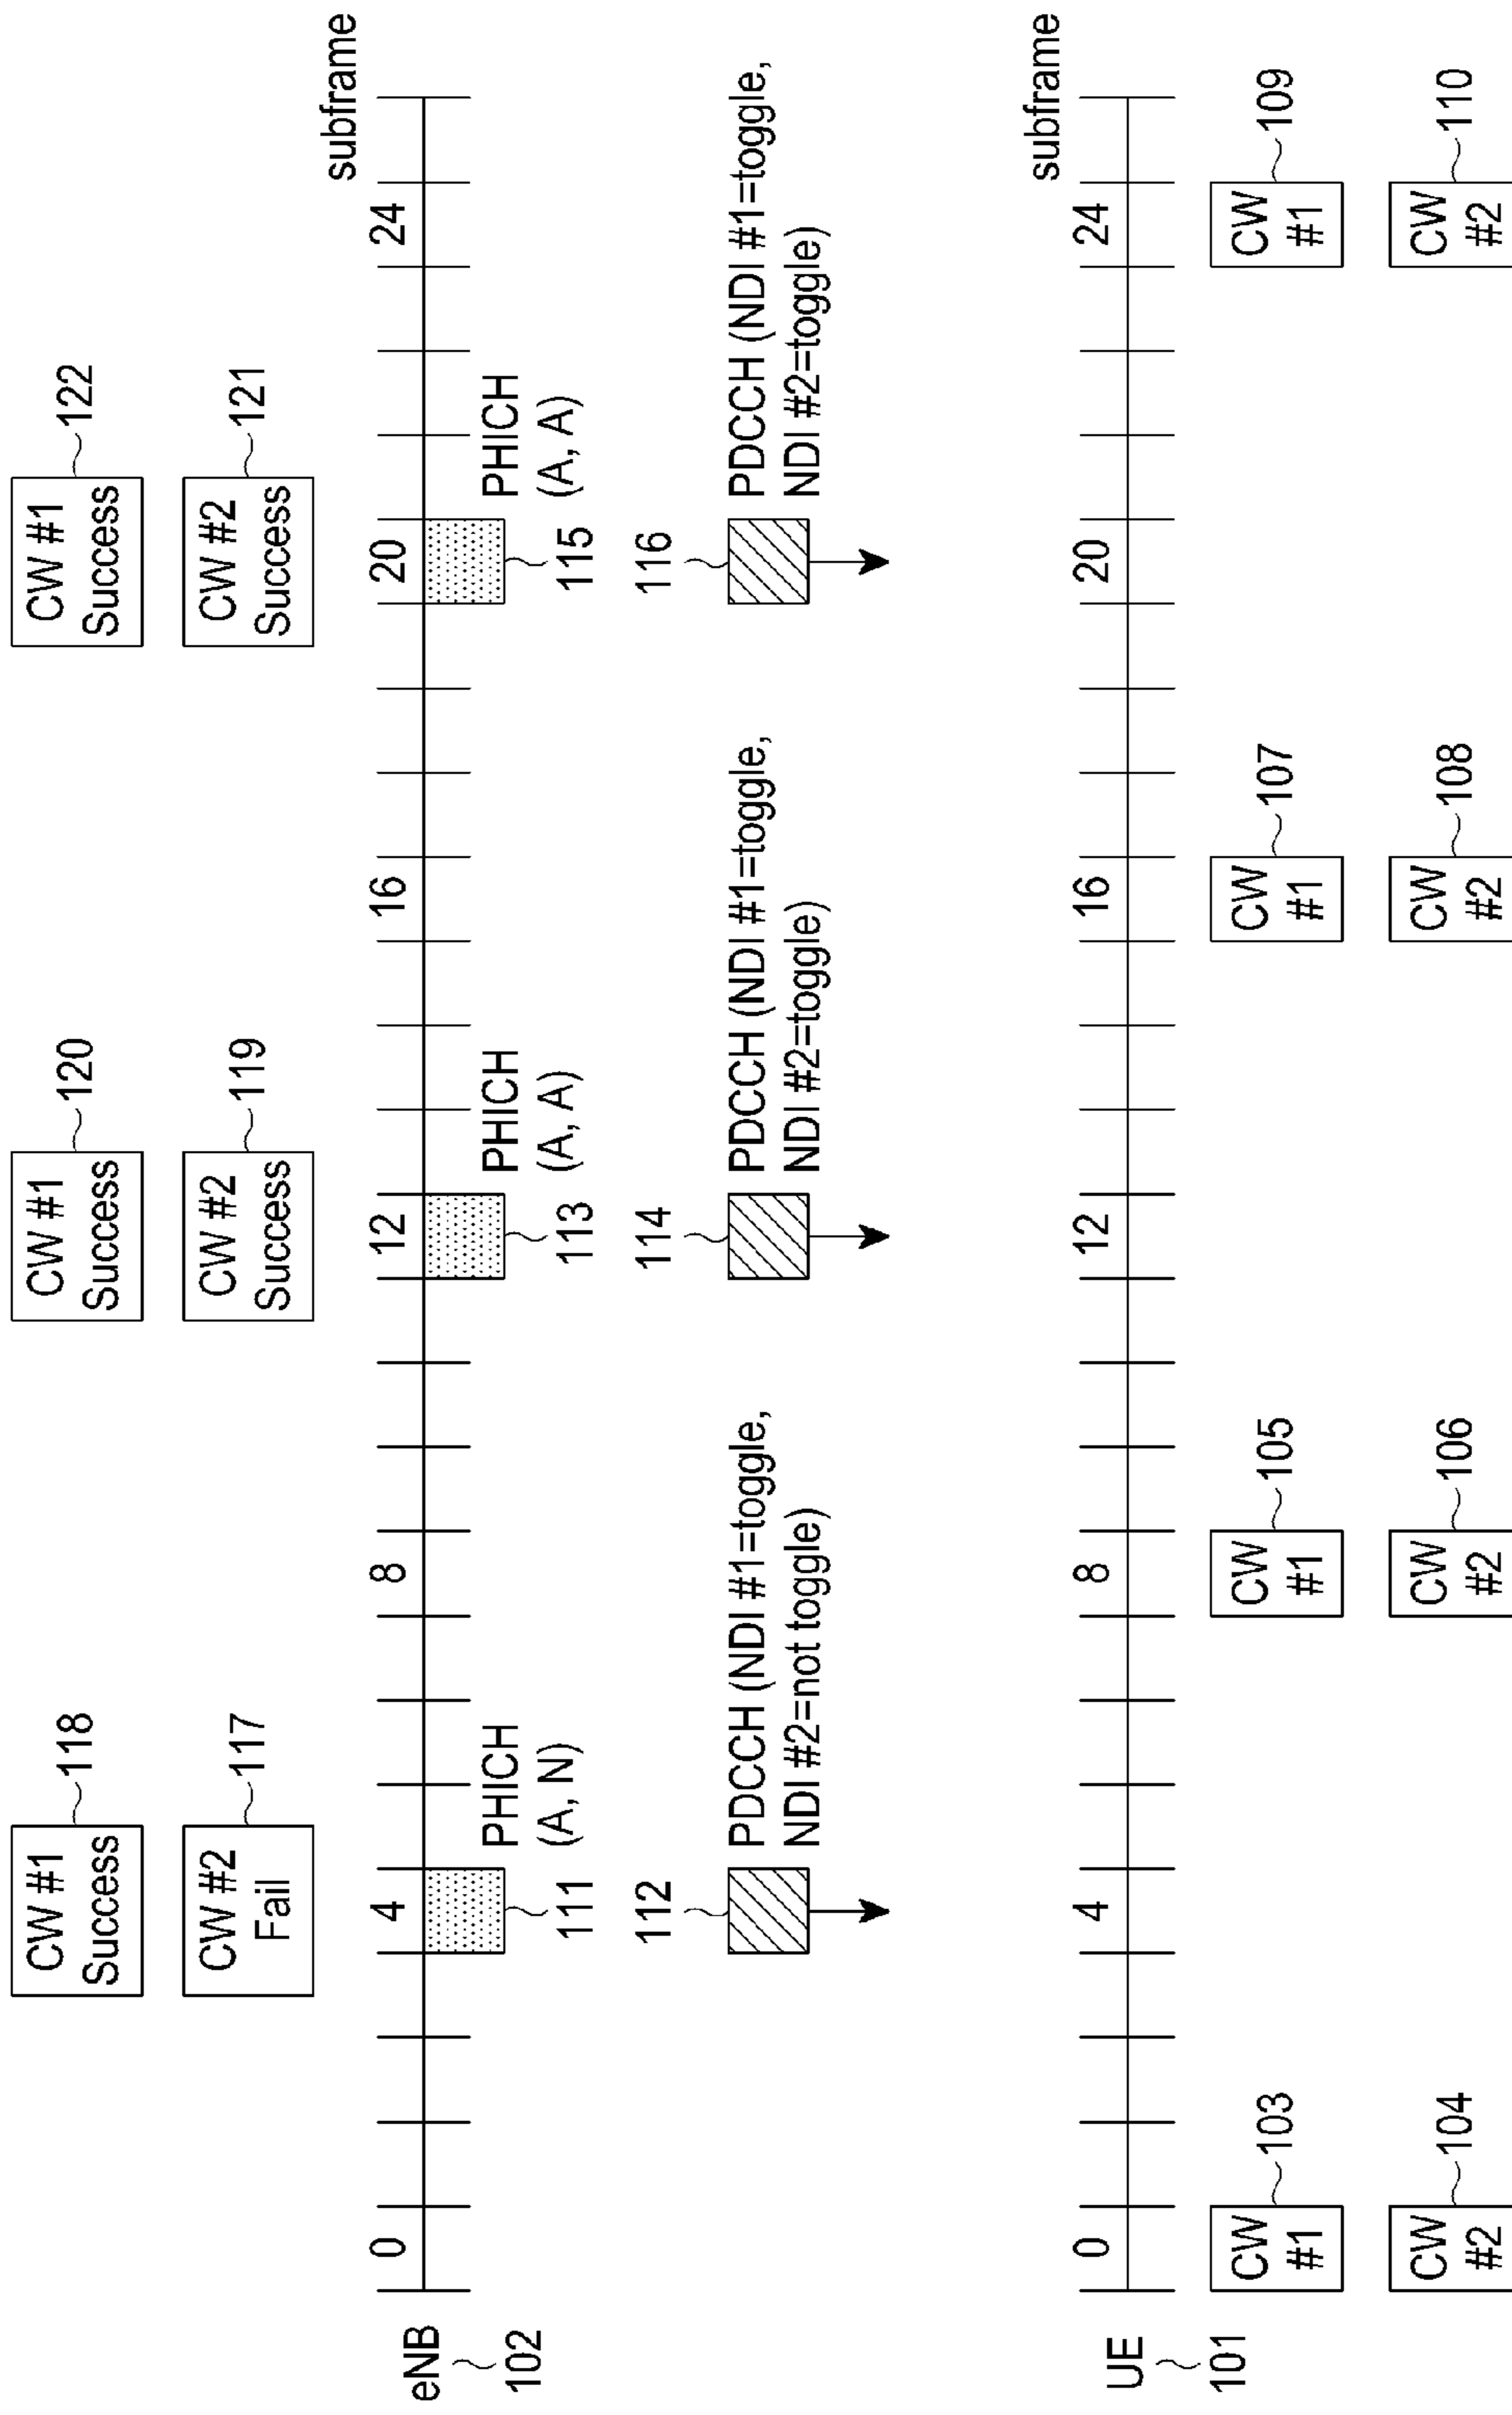 CW #1
Success
118
CW #1
Success
120
CW #1
Success
122
CW #2
Fail
117
CW #2
Success
119
CW #2
Success
121
subframe
0
4
8
12
16
20
24
eNB
102
PHICH
(A, N)
111
PHICH
(A, A)
113
PHICH
(A, A)
115
112
PDCCH (NDI #1=toggle,
NDI #2=not toggle)
114
PDCCH (NDI #1=toggle,
NDI #2=toggle)
116
PDCCH (NDI #1=toggle,
NDI #2=toggle)
subframe
0
4
8
12
16
20
24
UE
101
CW
#1
103
CW
#1
105
CW
#1
107
CW
#1
109
CW
#2
104
CW
#2
106
CW
#2
108
CW
#2
110